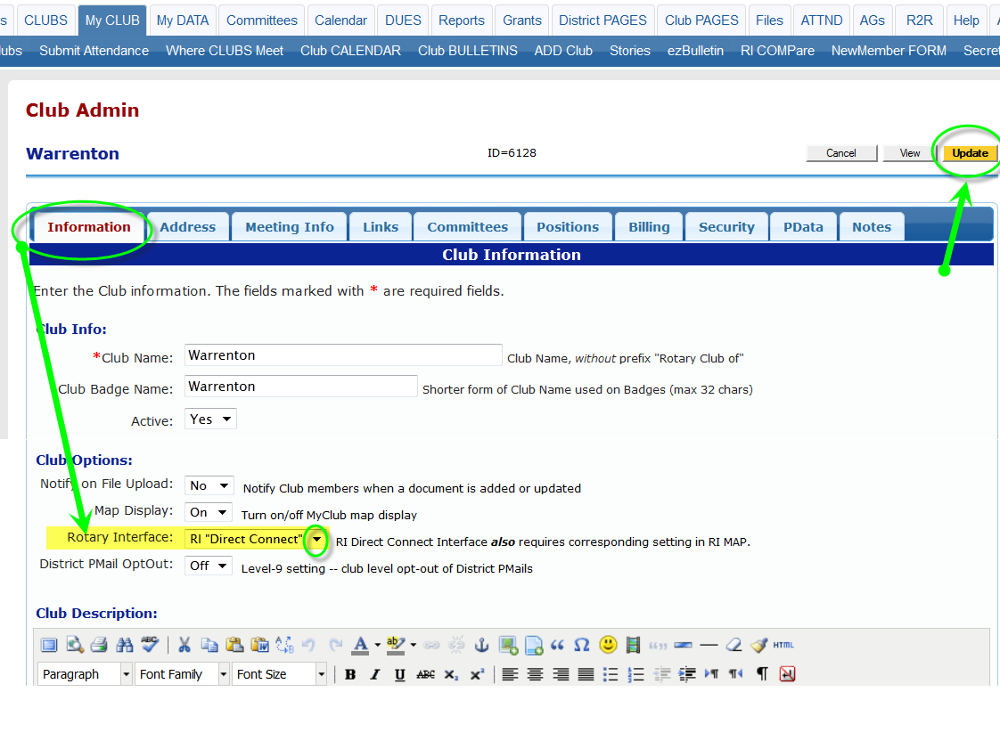 s CLUBS My CLUB My DATA Committees Calendar DUES Reports Grants District PAGES Club PAGES Files ATTND AGs R2R Help
ubs Submit Attendance Where CLUBS Meet Club CALENDAR Club BULLETINS ADD Club Stories ezBulletin RI COMPare NewMember FORM Secret
Club Admin
Warrenton ID=6128 Cancel View Update
Information Address Meeting Info Links Committees Positions Billing Security PData Notes
Club Information
Enter the Club information. The fields marked with * are required fields.
Club Info:
*Club Name: Warrenton Club Name, without prefix "Rotary Club of"
Club Badge Name: Warrenton Shorter form of Club Name used on Badges (max 32 chars)
Active: Yes
Club Options:
Notify on File Upload: No Notify Club members when a document is added or updated
Map Display: On Turn on/off MyClub map display
Rotary Interface: RI "Direct Connect" RI Direct Connect Interface also requires corresponding setting in RI MAP.
District PMail OptOut: Off Level-9 setting -- club level opt-out of District PMails
Club Description:
ABC A ab HTML
Paragraph Font Family Font Size B I U ABC x₂ x²